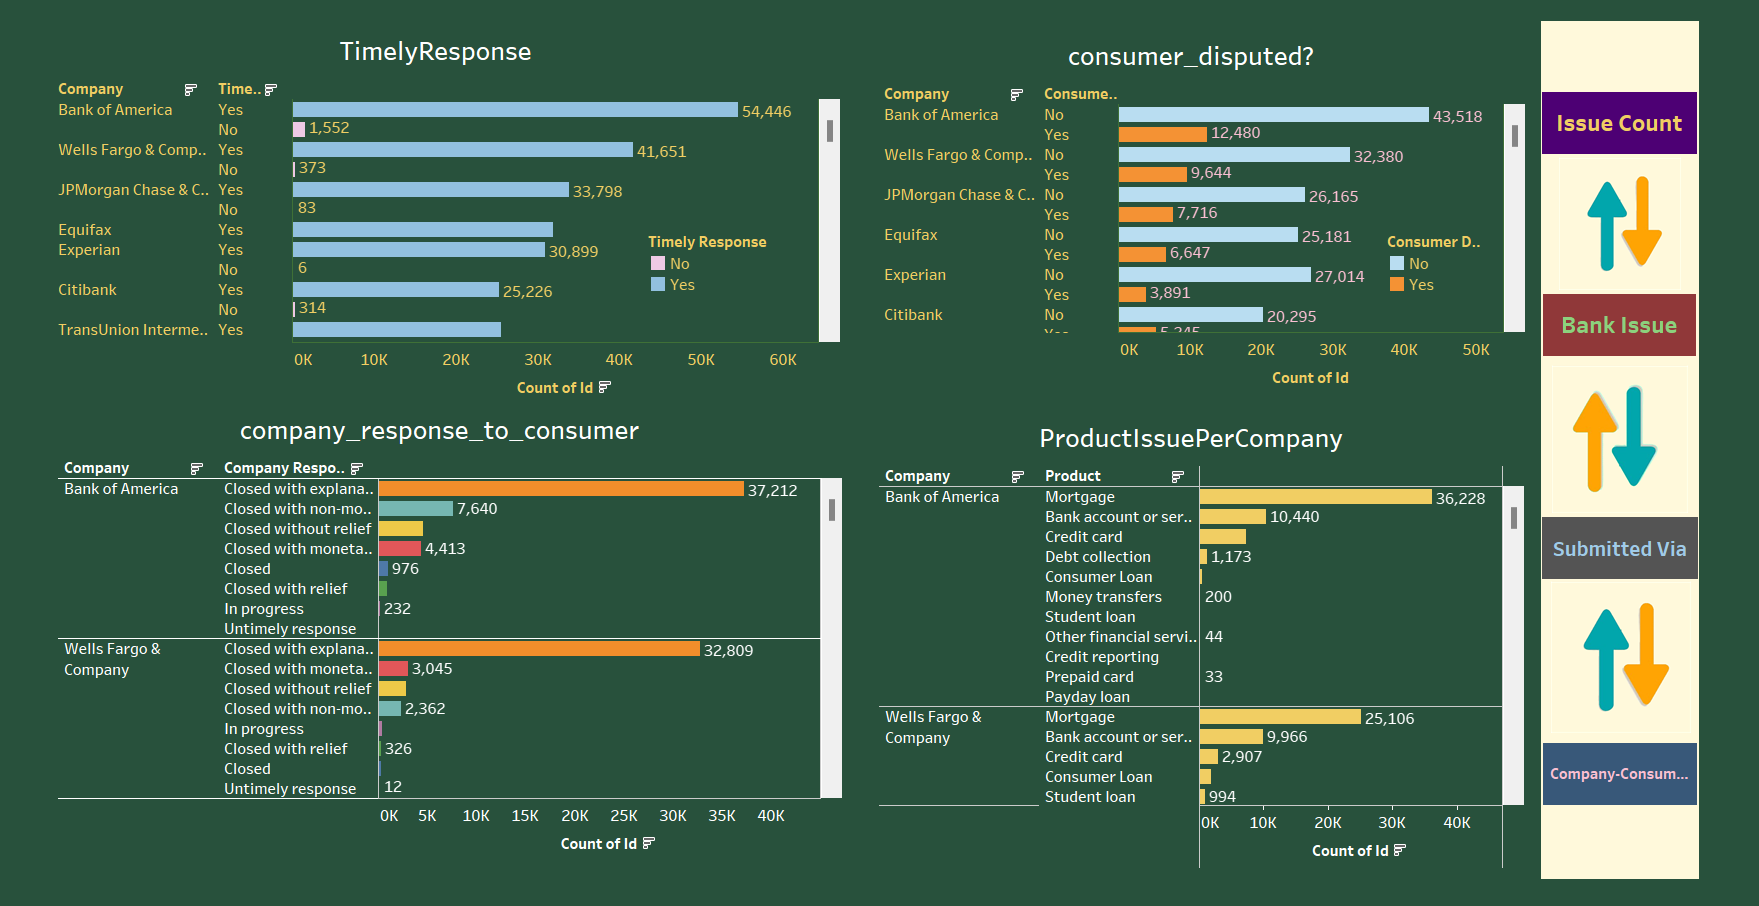 TimelyResponse
Company Time..
Bank of America Yes 54,446
No 1,552
Wells Fargo & Comp.. Yes 41,651
No 373
JPMorgan Chase & C.. Yes 33,798
No 83
Equifax Yes
Experian Yes 30,899
No 6
Citibank Yes 25,226
No 314
TransUnion Interme.. Yes
0K 10K 20K 30K 40K 50K 60K
Count of Id
Timely Response
No
Yes
consumer_disputed?
Company Consume..
Bank of America No 43,518
Yes 12,480
Wells Fargo & Comp.. No 32,380
Yes 9,644
JPMorgan Chase & C.. No 26,165
Yes 7,716
Equifax No 25,181
Yes 6,647
Experian No 27,014
Yes 3,891
Citibank No 20,295
Yes 5,245
0K 10K 20K 30K 40K 50K
Count of Id
Consumer D..
No
Yes
company_response_to_consumer
Company Company Respo..
Bank of America Closed with explana.. 37,212
Closed with non-mo.. 7,640
Closed without relief
Closed with moneta.. 4,413
Closed 976
Closed with relief
In progress 232
Untimely response
Wells Fargo & Closed with explana.. 32,809
Company Closed with moneta.. 3,045
Closed without relief
Closed with non-mo.. 2,362
In progress
Closed with relief 326
Closed
Untimely response 12
0K 5K 10K 15K 20K 25K 30K 35K 40K
Count of Id
ProductIssuePerCompany
Company Product
Bank of America Mortgage 36,228
Bank account or ser.. 10,440
Credit card
Debt collection 1,173
Consumer Loan
Money transfers 200
Student loan
Other financial servi.. 44
Credit reporting
Prepaid card 33
Payday loan
Wells Fargo & Mortgage 25,106
Company Bank account or ser.. 9,966
Credit card 2,907
Consumer Loan
Student loan 994
0K 10K 20K 30K 40K
Count of Id
Issue Count
Bank Issue
Submitted Via
Company-Consum...